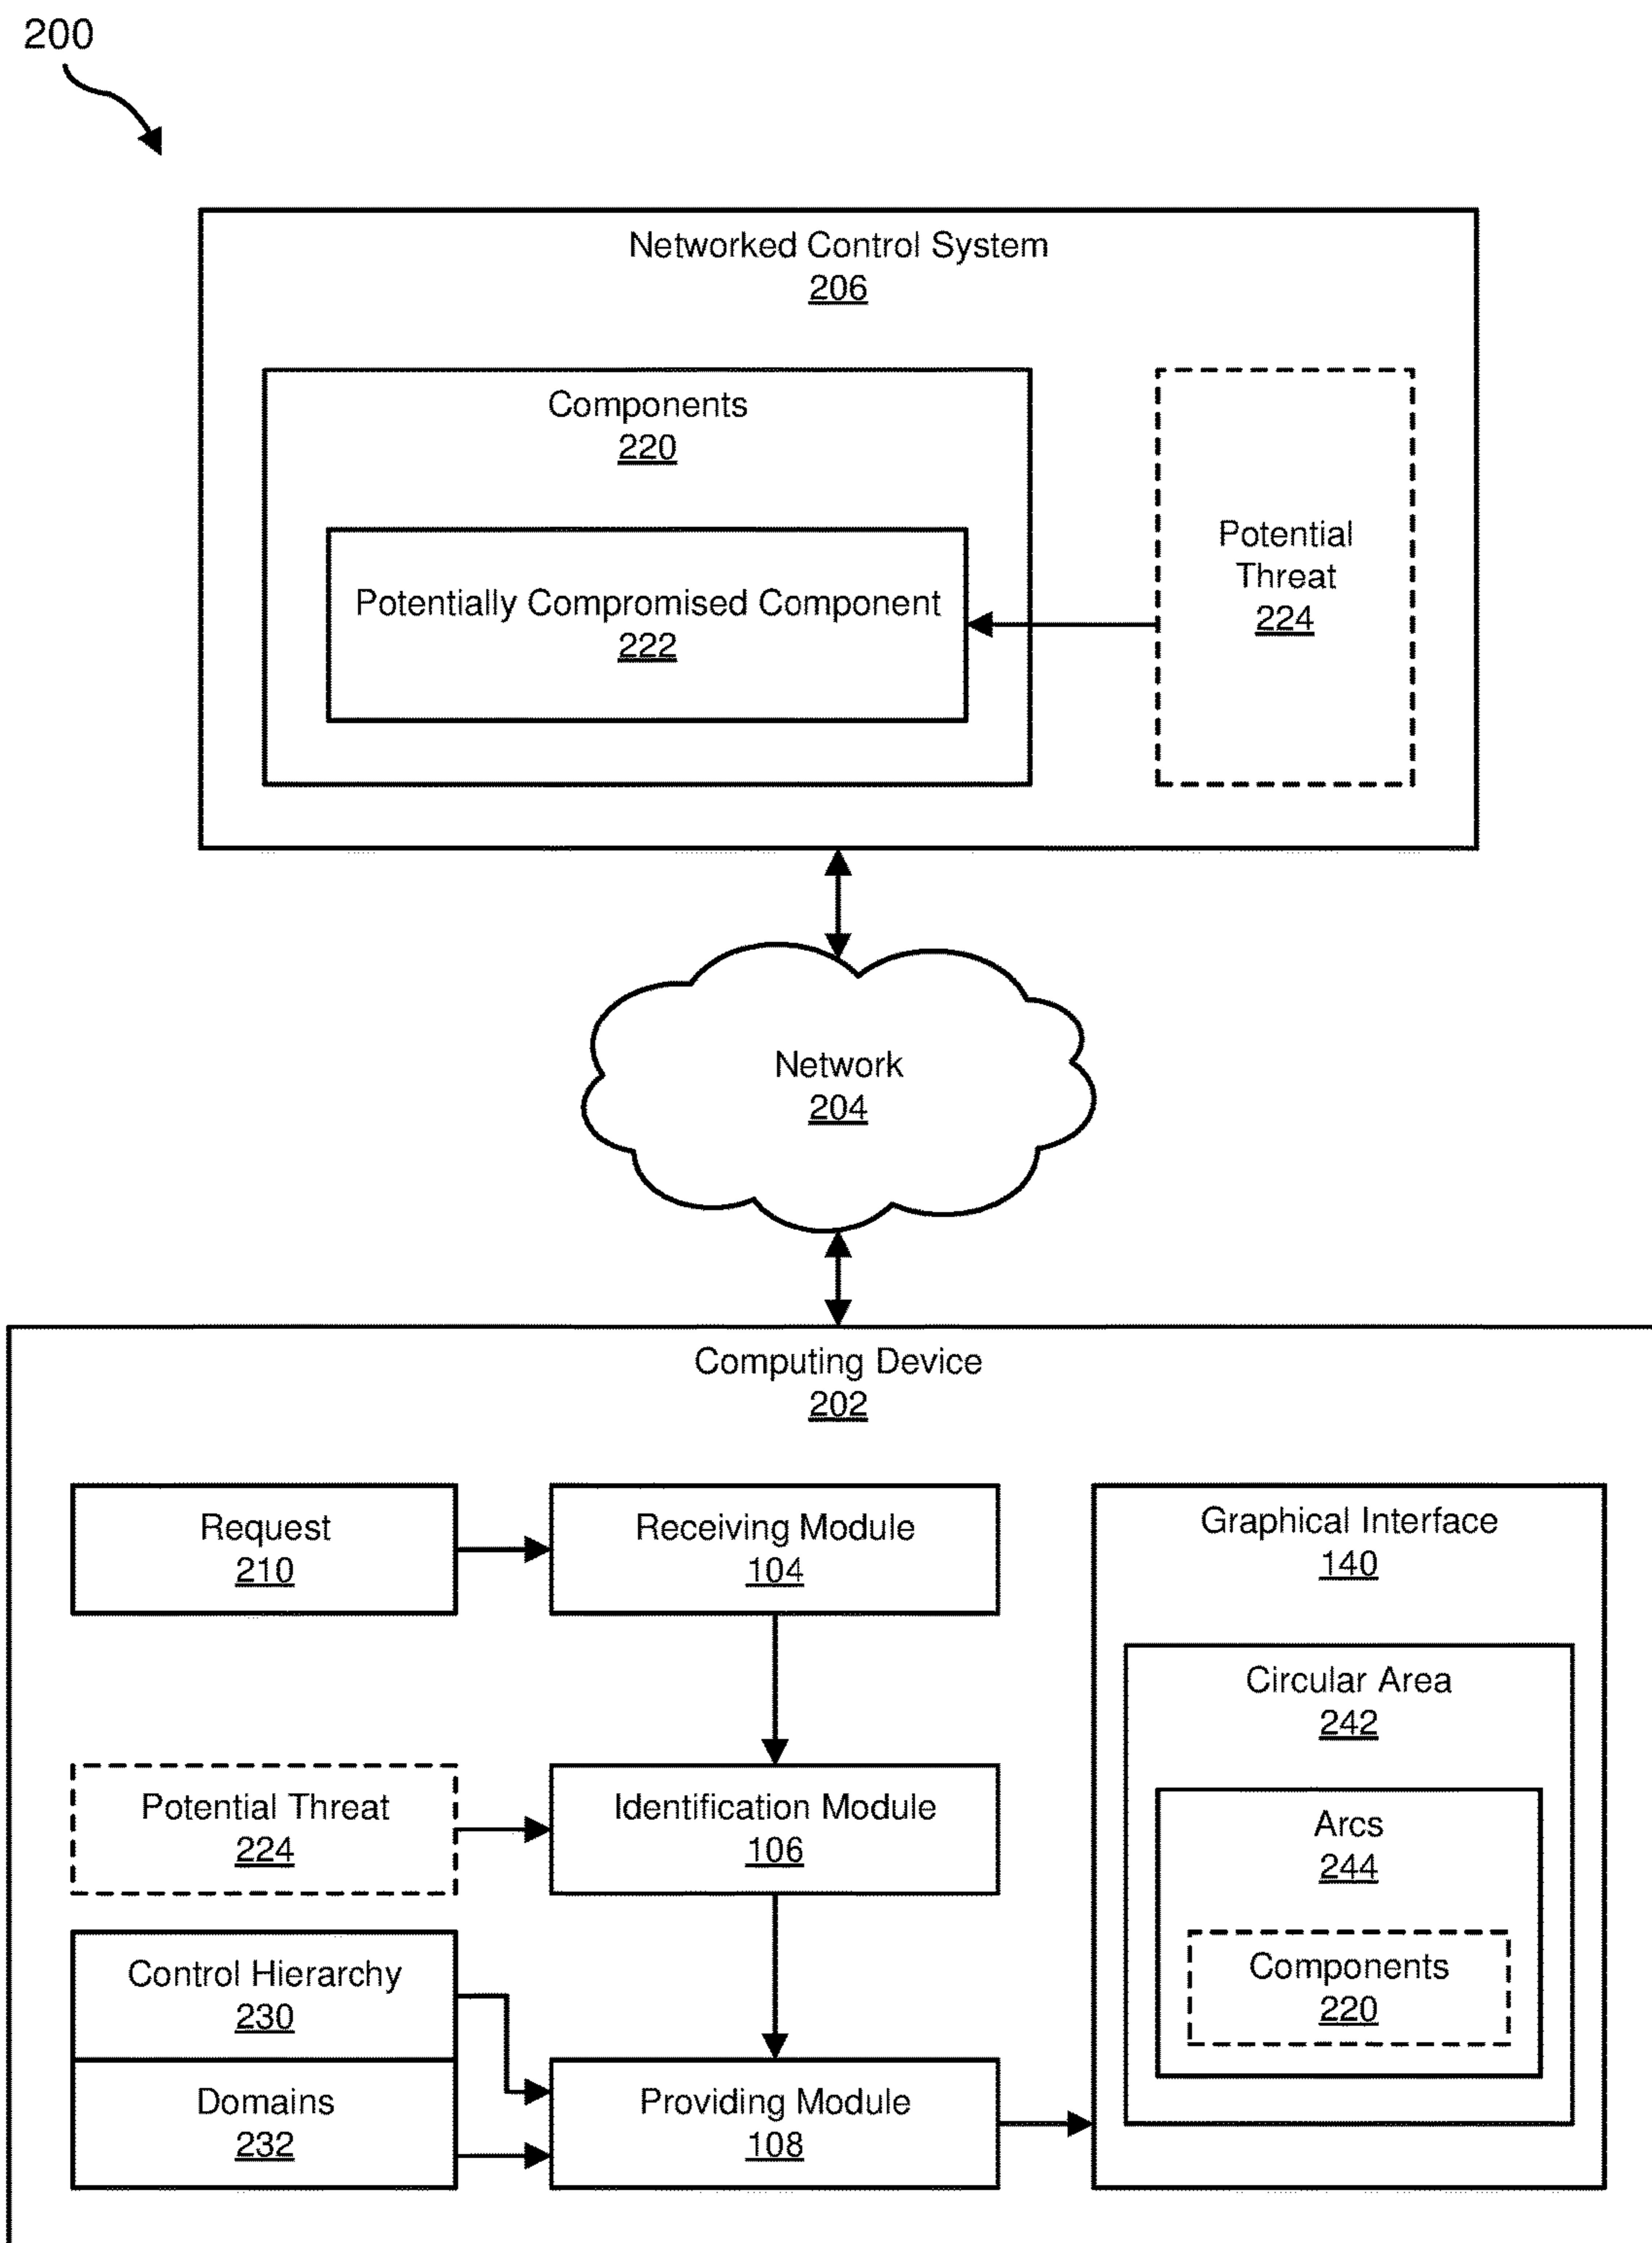 200
Networked Control System
206
Components
220
Potentially Compromised Component
222
Potential
Threat
224
Network
204
Computing Device
202
Request
210
Receiving Module
104
Graphical Interface
140
Circular Area
242
Potential Threat
224
Identification Module
106
Arcs
244
Components
220
Control Hierarchy
230
Domains
232
Providing Module
108